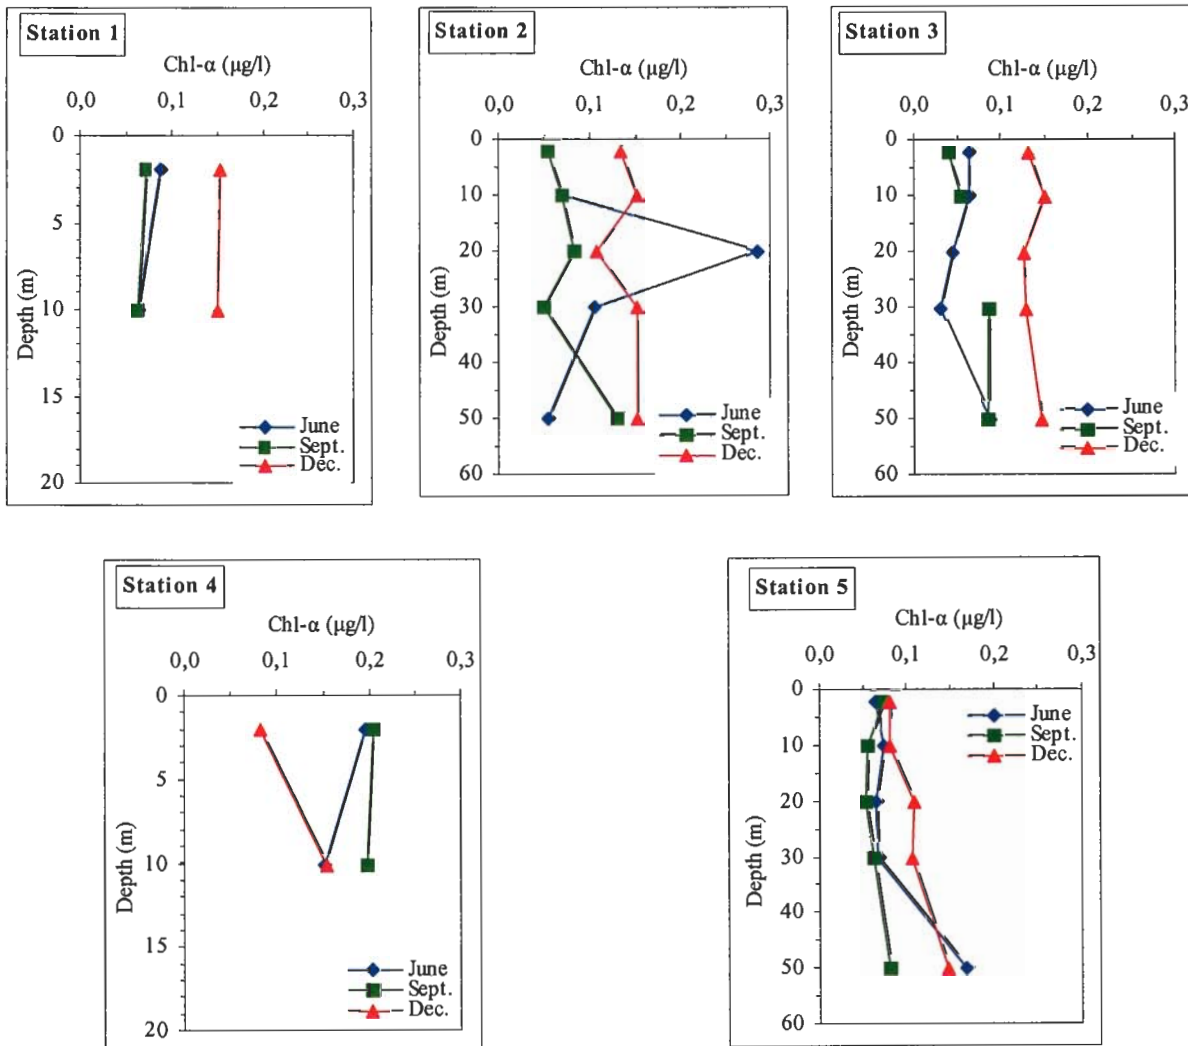 Station 1
Chl-α (µg/l)
0,0 0,1 0,2 0,3
0
5
10
15
20
Depth (m)
June
Sept.
Dec.
Station 2
Chl-α (µg/l)
0,0 0,1 0,2 0,3
0
10
20
30
40
50
60
Depth (m)
June
Sept.
Dec.
Station 3
Chl-α (µg/l)
0,0 0,1 0,2 0,3
0
10
20
30
40
50
60
Depth (m)
June
Sept.
Dec.
Station 4
Chl-α (µg/l)
0,0 0,1 0,2 0,3
0
5
10
15
20
Depth (m)
June
Sept.
Dec.
Station 5
Chl-α (µg/l)
0,0 0,1 0,2 0,3
0
10
20
30
40
50
60
Depth (m)
June
Sept.
Dec.